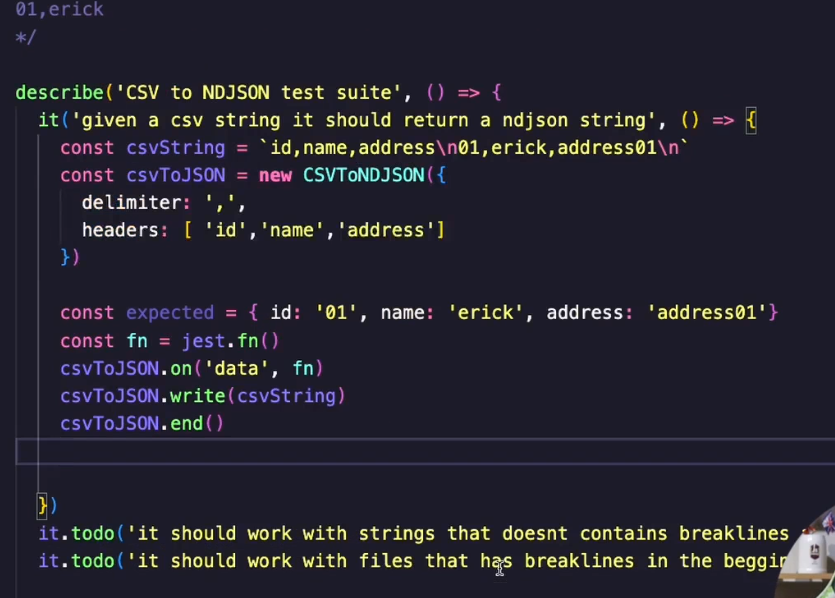 01,erick
*/
describe('CSV to NDJSON test suite', () => {
it('given a csv string it should return a ndjson string', () => {
const csvString = `id,name,address\n01,erick,address01\n`
const csvToJSON = new CSVToNDJSON({
delimiter: ',',
headers: [ 'id','name','address']
})
const expected = { id: '01', name: 'erick', address: 'address01'}
const fn = jest.fn()
csvToJSON.on('data', fn)
csvToJSON.write(csvString)
csvToJSON.end()
})
it.todo('it should work with strings that doesnt contains breaklines
it.todo('it should work with files that has breaklines in the beggin